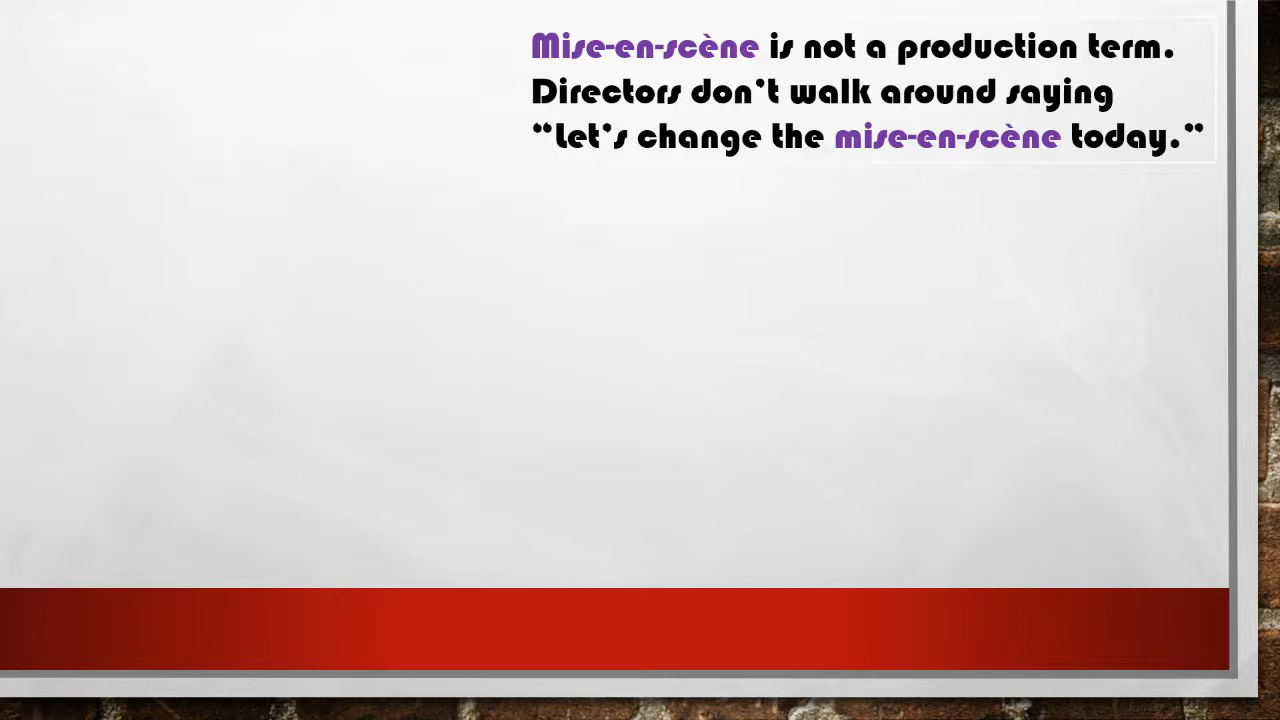 Mise-en-scène is not a production term.
Directors don’t walk around saying
“Let’s change the mise-en-scène today.”